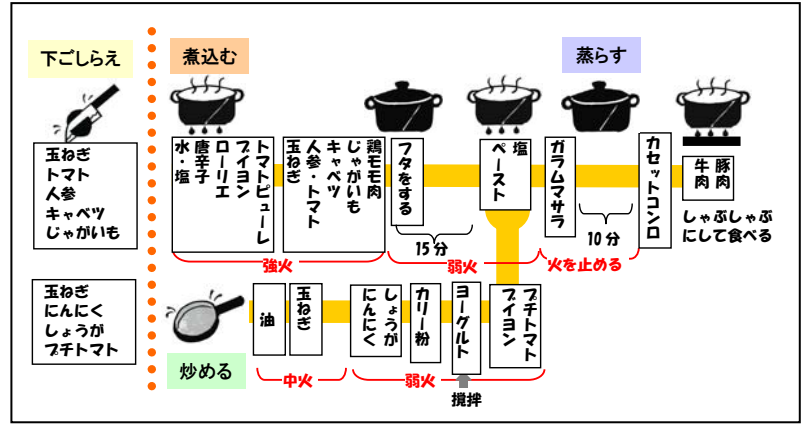 下ごしらえ
玉ねぎ
トマト
人参
キャベツ
じゃがいも
玉ねぎ
にんにく
しょうが
プチトマト
煮込む
蒸らす
トマトピューレ
ブイヨン
ローリエ
唐辛子
水・塩
鶏モモ肉
じゃがいも
キャベツ
人参・トマト
玉ねぎ
フタをする
塩
ペースト
ガラムマサラ
カセットコンロ
豚肉
牛肉
しゃぶしゃぶ
にして食べる
15分
10分
強火
弱火
火を止める
炒める
油
玉ねぎ
しょうが
にんにく
カリー粉
ヨーグルト
プチトマト
ブイヨン
中火
弱火
撹拌